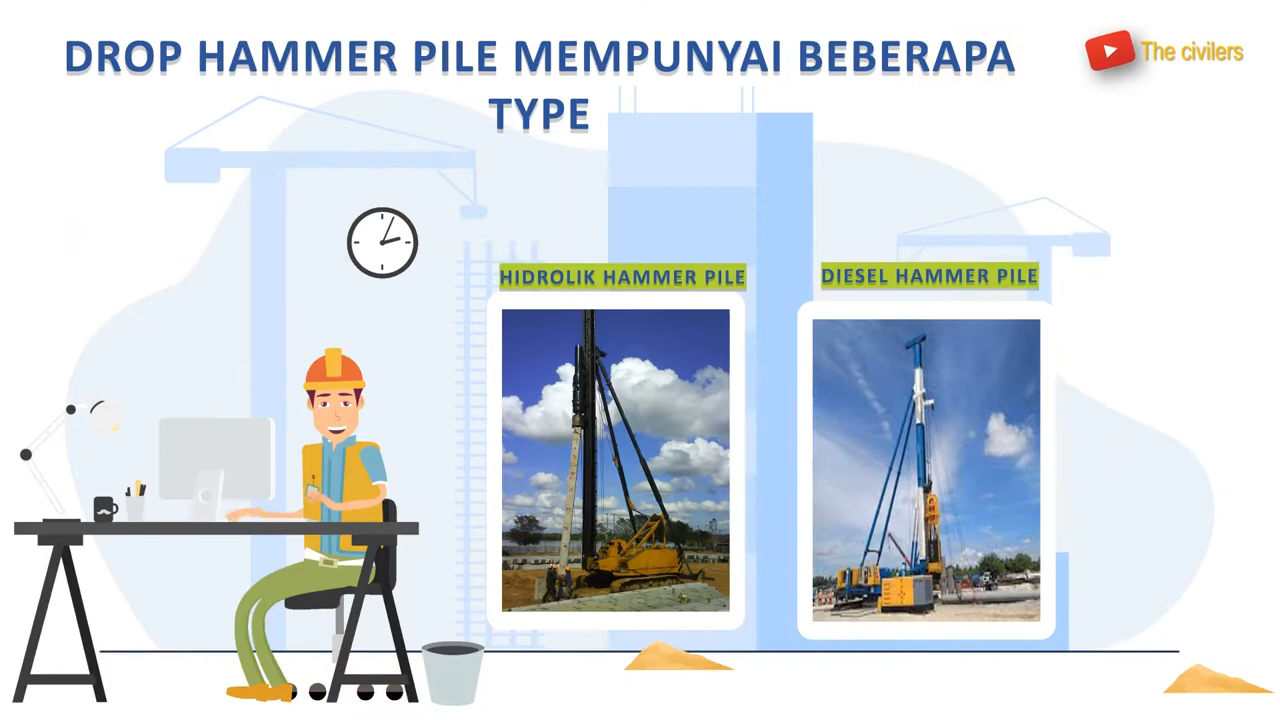 DROP HAMMER PILE MEMPUNYAI BEBERAPA
TYPE
The civilers
HIDROLIK HAMMER PILE
DIESEL HAMMER PILE